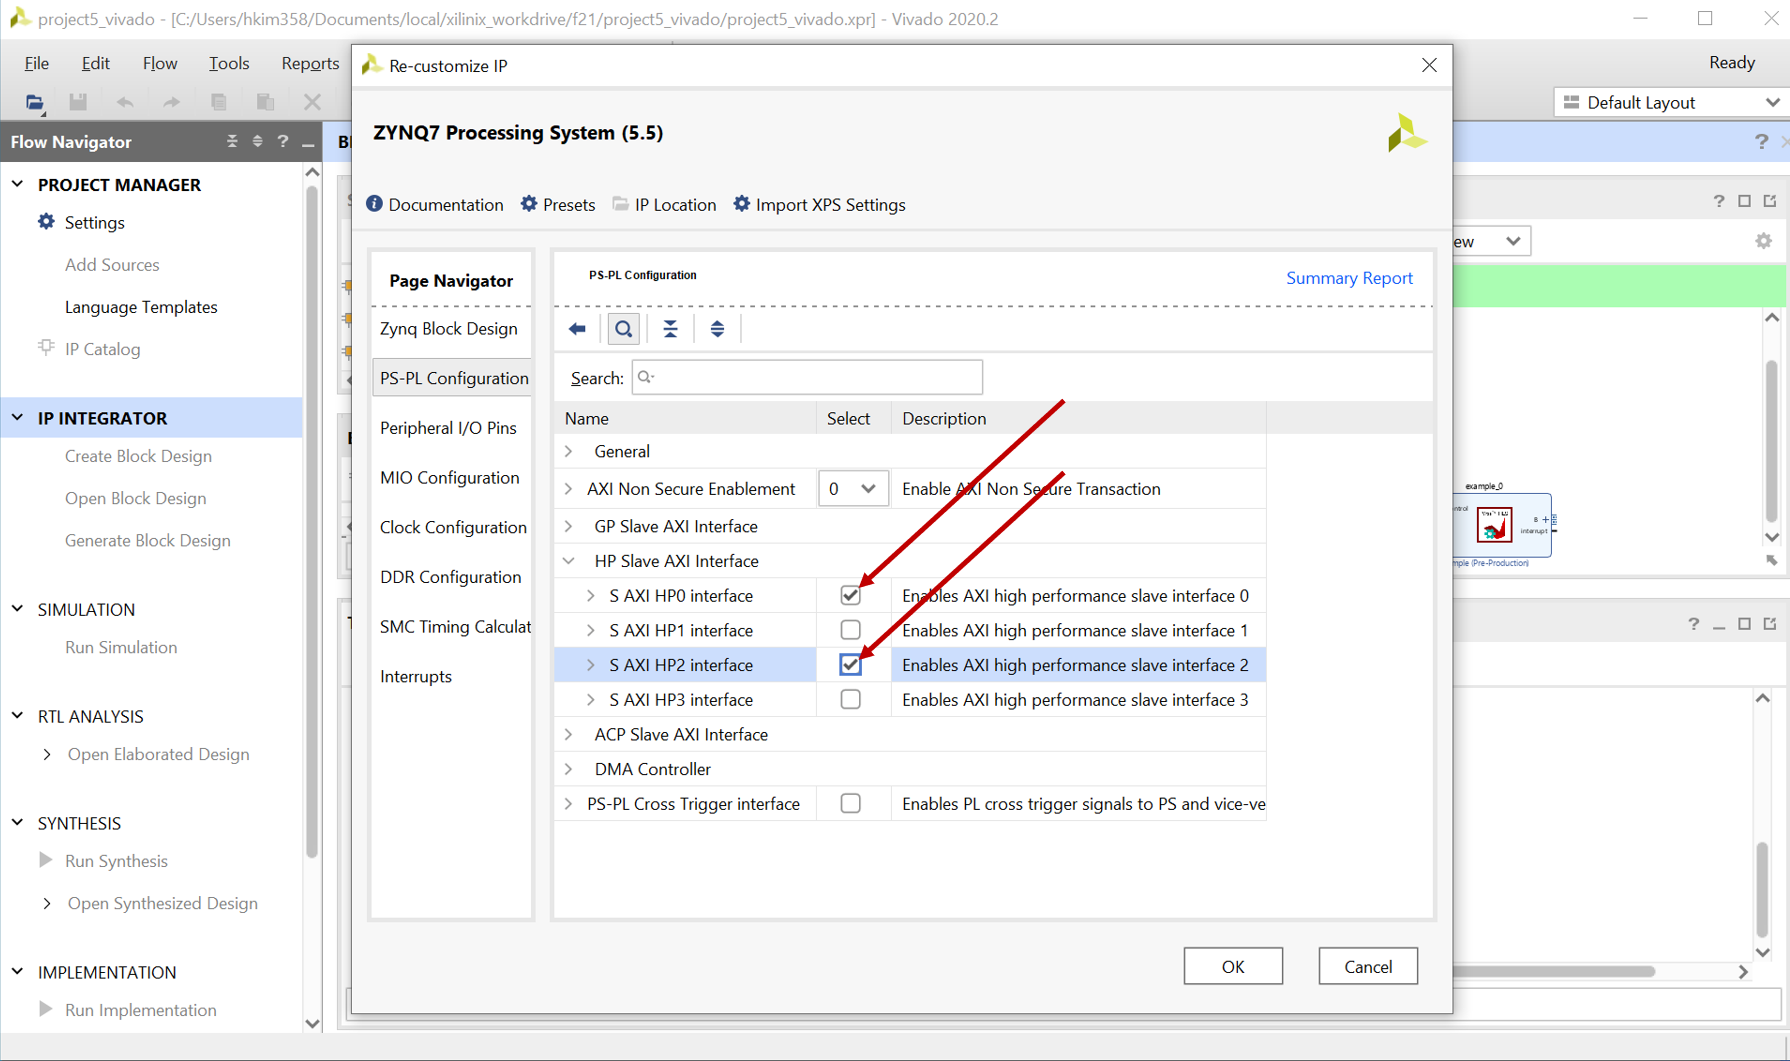 project5_vivado - [C:/Users/hkim358/Documents/local/xilinix_workdrive/f21/project5_vivado/project5_vivado.xpr] - Vivado 2020.2
File Edit Flow Tools Reports
Ready
Default Layout
Re-customize IP
ZYNQ7 Processing System (5.5)
Documentation Presets IP Location Import XPS Settings
Flow Navigator
PROJECT MANAGER
Settings
Add Sources
Language Templates
IP Catalog
IP INTEGRATOR
Create Block Design
Open Block Design
Generate Block Design
SIMULATION
Run Simulation
RTL ANALYSIS
Open Elaborated Design
SYNTHESIS
Run Synthesis
Open Synthesized Design
IMPLEMENTATION
Run Implementation
Page Navigator
Zynq Block Design
PS-PL Configuration
Peripheral I/O Pins
MIO Configuration
Clock Configuration
DDR Configuration
SMC Timing Calculat
Interrupts
PS-PL Configuration
Summary Report
Search:
Name Select Description
General
AXI Non Secure Enablement 0 Enable AXI Non Secure Transaction
GP Slave AXI Interface
HP Slave AXI Interface
S AXI HP0 interface Enables AXI high performance slave interface 0
S AXI HP1 interface Enables AXI high performance slave interface 1
S AXI HP2 interface Enables AXI high performance slave interface 2
S AXI HP3 interface Enables AXI high performance slave interface 3
ACP Slave AXI Interface
DMA Controller
PS-PL Cross Trigger interface Enables PL cross trigger signals to PS and vice-ve
OK Cancel
ew
example_0
ntrol
B
interrupt
mple (Pre-Production)